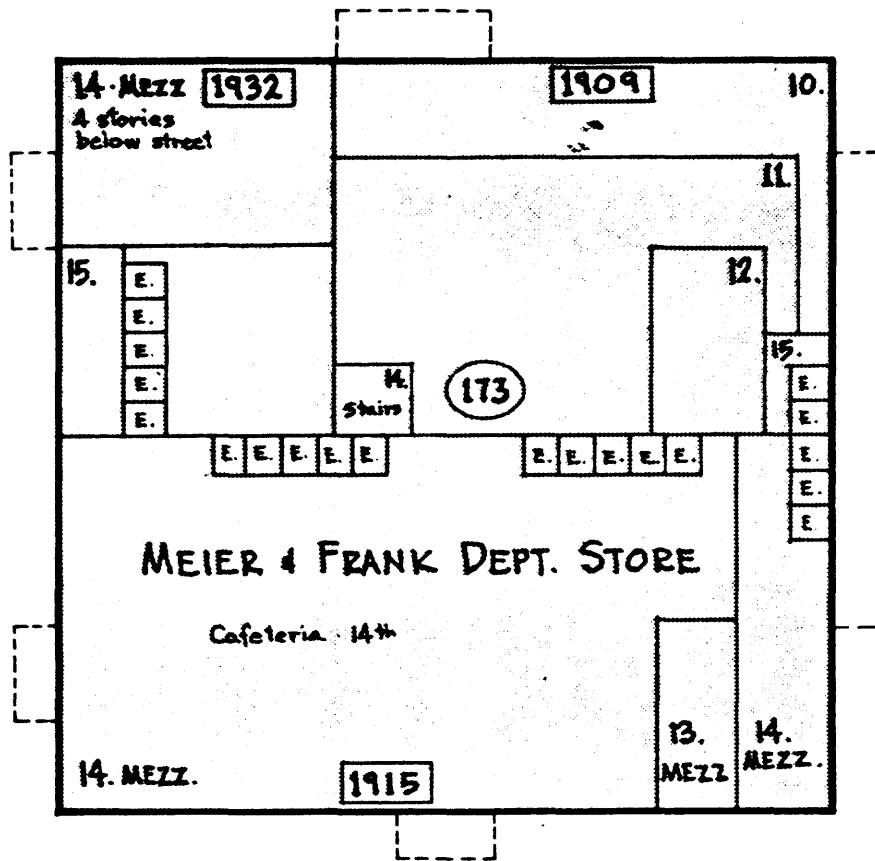 14. MEZZ 1932 1909 10.
4 stories
below street
11.
15. E. 12.
E.
E. 15.
E. 14. 173 E.
E. Stairs E.
E. E. E. E. E. E. E. E. E. E. E.
E.
E.
MEIER & FRANK DEPT. STORE
Cafeteria 14th
13. 14.
14. MEZZ. 1915 MEZZ MEZZ.